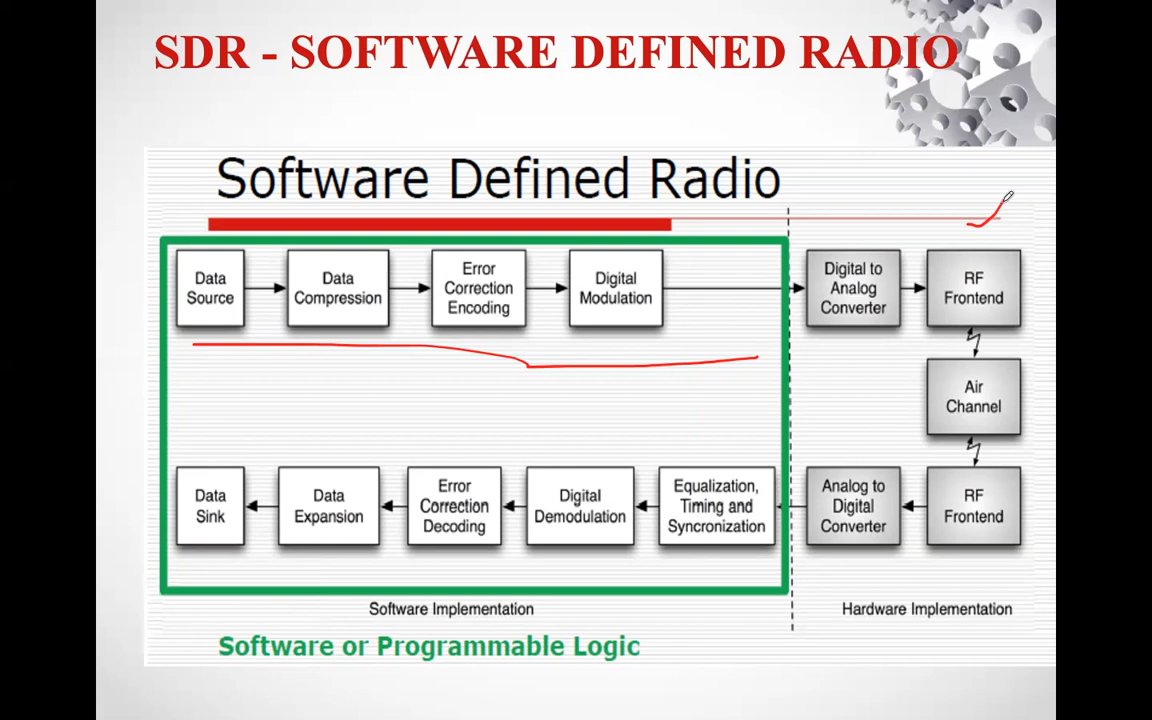 SDR - SOFTWARE DEFINED RADIO
Software Defined Radio
Data
Source
Data
Compression
Error
Correction
Encoding
Digital
Modulation
Digital to
Analog
Converter
RF
Frontend
Air
Channel
Data
Sink
Data
Expansion
Error
Correction
Decoding
Digital
Demodulation
Equalization,
Timing and
Syncronization
Analog to
Digital
Converter
RF
Frontend
Software Implementation
Hardware Implementation
Software or Programmable Logic